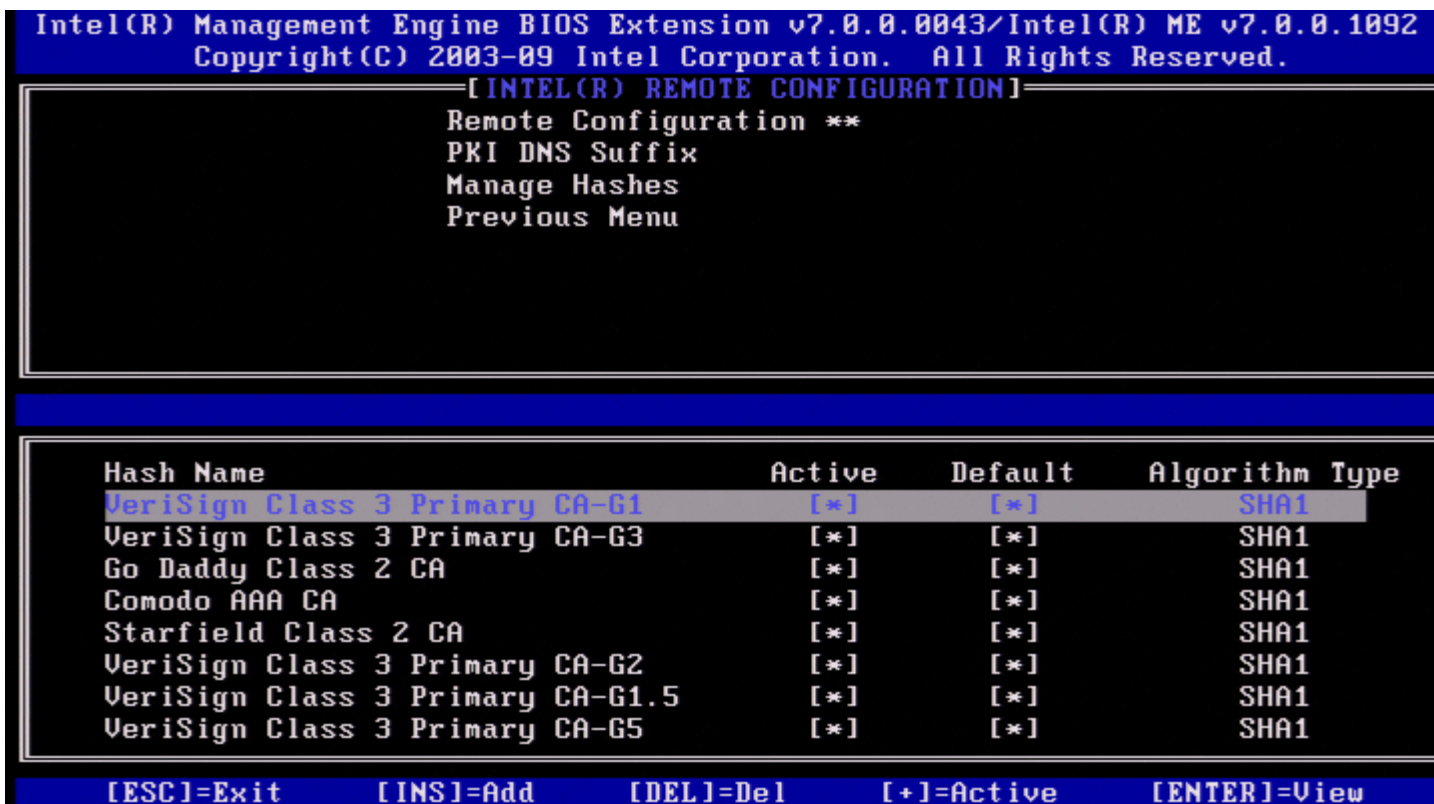 Intel(R) Management Engine BIOS Extension v7.0.0.0043/Intel(R) ME v7.0.0.1092
Copyright(C) 2003-09 Intel Corporation. All Rights Reserved.
[INTEL(R) REMOTE CONFIGURATION]
Remote Configuration **
PKI DNS Suffix
Manage Hashes
Previous Menu
Hash Name Active Default Algorithm Type
VeriSign Class 3 Primary CA-G1 [*] [*] SHA1
VeriSign Class 3 Primary CA-G3 [*] [*] SHA1
Go Daddy Class 2 CA [*] [*] SHA1
Comodo AAA CA [*] [*] SHA1
Starfield Class 2 CA [*] [*] SHA1
VeriSign Class 3 Primary CA-G2 [*] [*] SHA1
VeriSign Class 3 Primary CA-G1.5 [*] [*] SHA1
VeriSign Class 3 Primary CA-G5 [*] [*] SHA1
[ESC]=Exit [INS]=Add [DEL]=Del [+]=Active [ENTER]=View